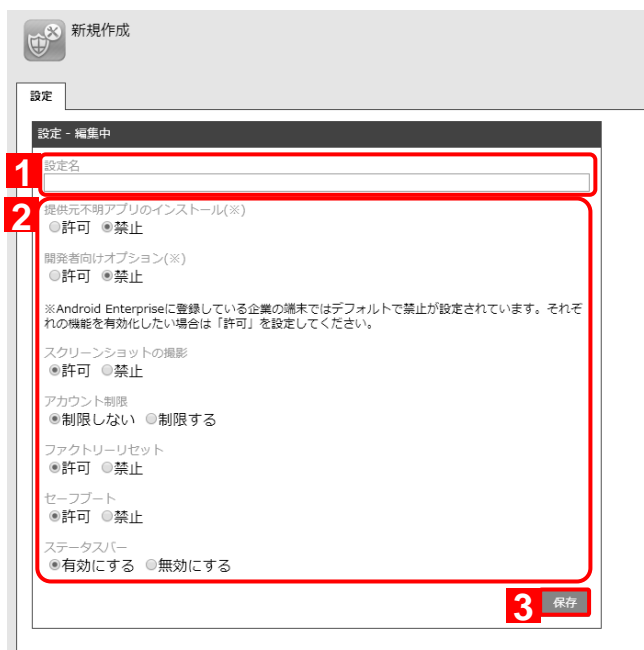 新規作成
設定
設定 - 編集中
1
設定名
2
提供元不明アプリのインストール(※)
許可 禁止
開発者向けオプション(※)
許可 禁止
※Android Enterpriseに登録している企業の端末ではデフォルトで禁止が設定されています。それぞ
れの機能を有効化したい場合は「許可」を設定してください。
スクリーンショットの撮影
許可 禁止
アカウント制限
制限しない 制限する
ファクトリーリセット
許可 禁止
セーフブート
許可 禁止
ステータスバー
有効にする 無効にする
3
保存